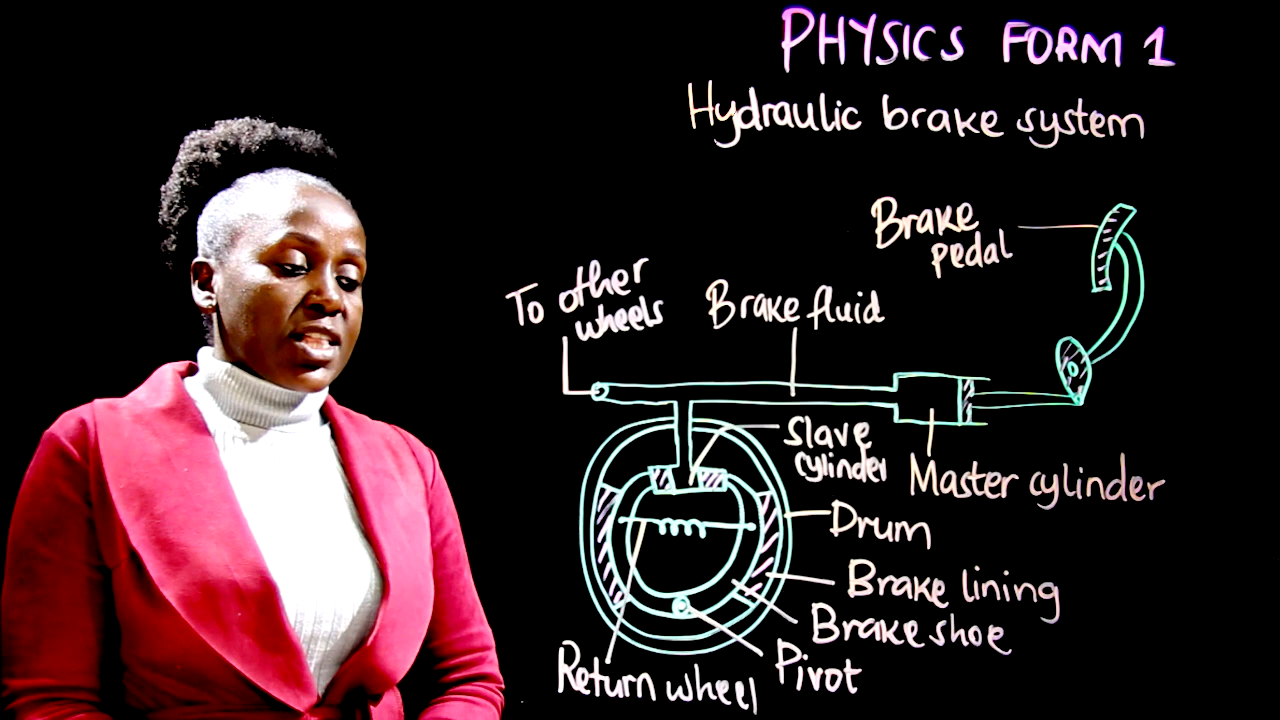 PHYSICS FORM 1
Hydraulic brake system
Brake
pedal
To other
wheels
Brake fluid
Slave
cylinder
Master cylinder
Drum
Brake lining
Brake shoe
Pivot
Return wheel